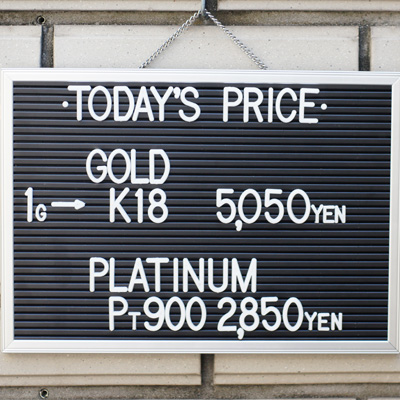 ·TODAY'S PRICE·
GOLD
1G→ K18 5,050YEN
PLATINUM
PT900 2,850YEN